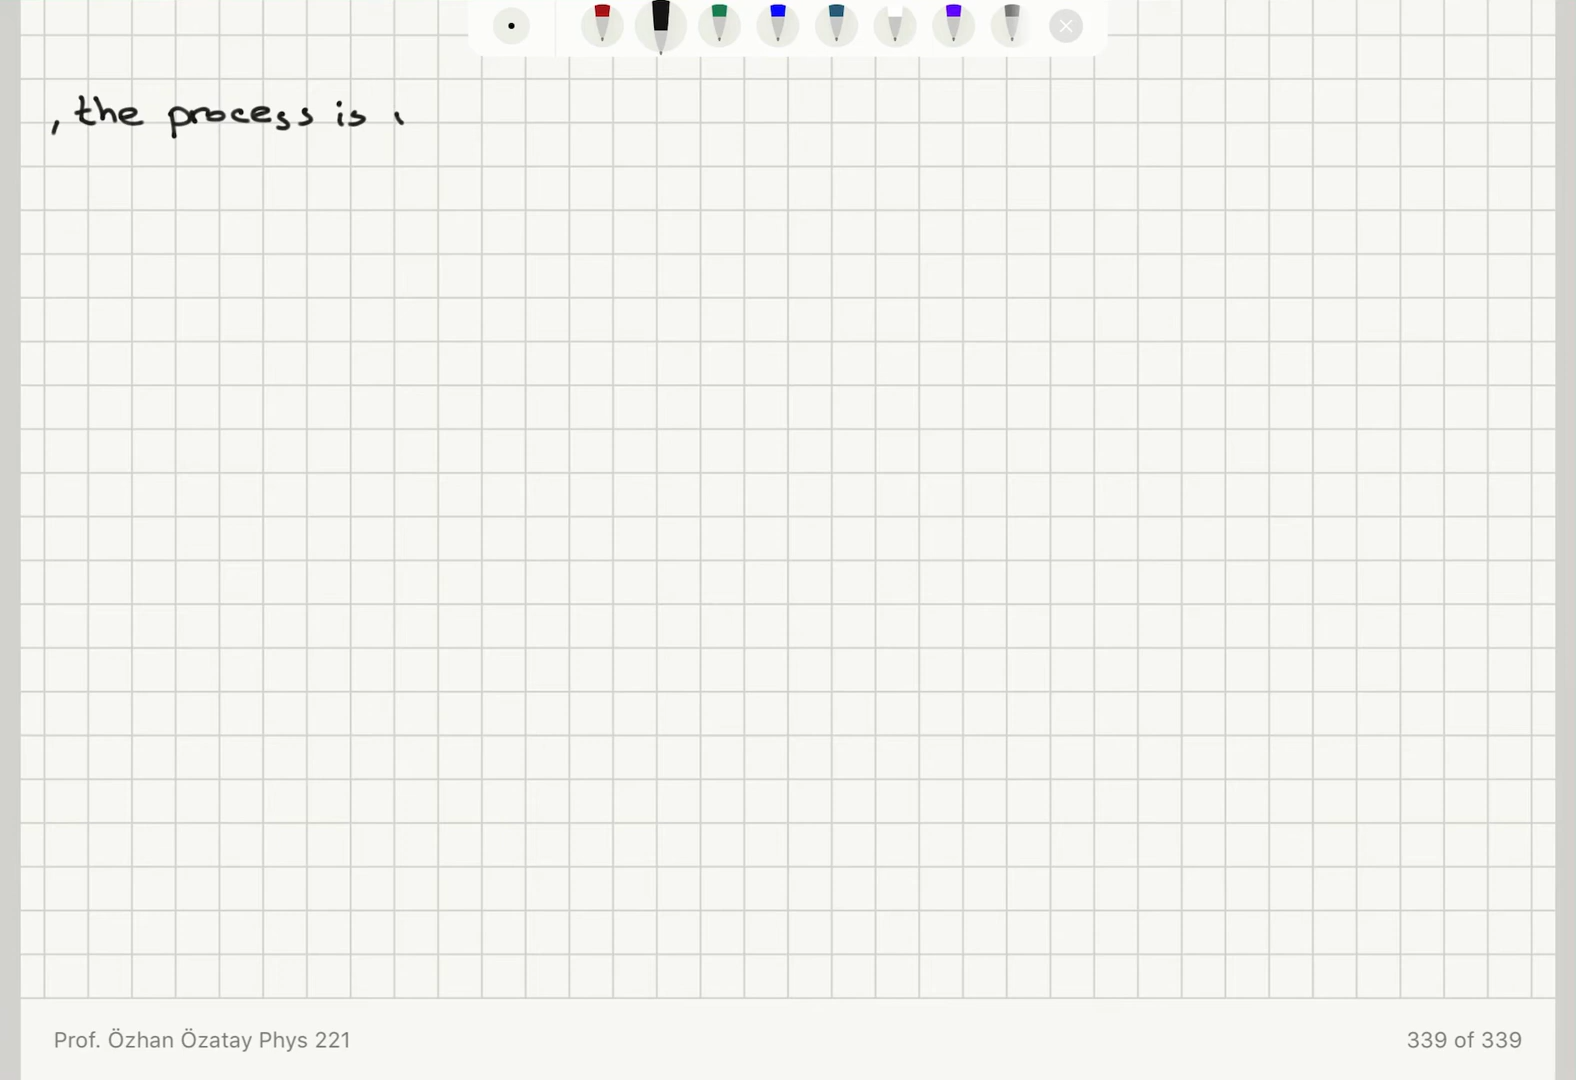 , the process is
Prof. Özhan Özatay Phys 221
339 of 339